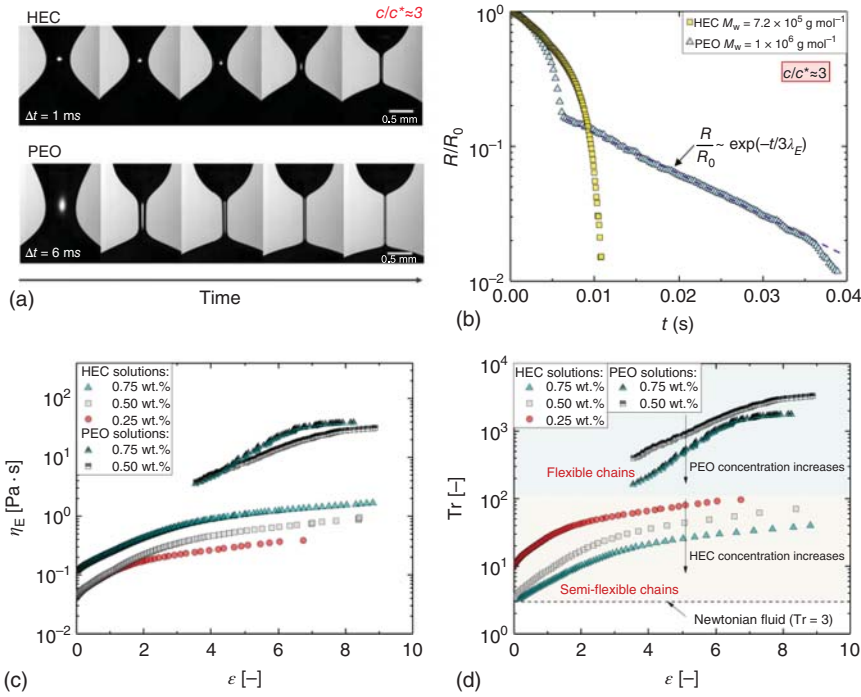 HEC
c/c*≈3
Δt = 1 ms
0.5 mm
PEO
Δt = 6 ms
0.5 mm
Time
(a)
10⁰
10⁻¹
10⁻²
R/R₀
HEC M_w = 7.2 × 10⁵ g mol⁻¹
PEO M_w = 1 × 10⁶ g mol⁻¹
c/c*≈3
R/R₀ ~ exp(−t/3λ_E)
0.00 0.01 0.02 0.03 0.04
t (s)
(b)
HEC solutions:
0.75 wt.%
0.50 wt.%
0.25 wt.%
PEO solutions:
0.75 wt.%
0.50 wt.%
10²
10¹
10⁰
10⁻¹
10⁻²
η_E [Pa · s]
0 2 4 6 8 10
ε [−]
(c)
HEC solutions: PEO solutions:
0.75 wt.% 0.75 wt.%
0.50 wt.% 0.50 wt.%
0.25 wt.%
10⁴
10³
10²
10¹
10⁰
Tr [−]
Flexible chains
PEO concentration increases
HEC concentration increases
Semi-flexible chains
Newtonian fluid (Tr = 3)
0 2 4 6 8 10
ε [−]
(d)